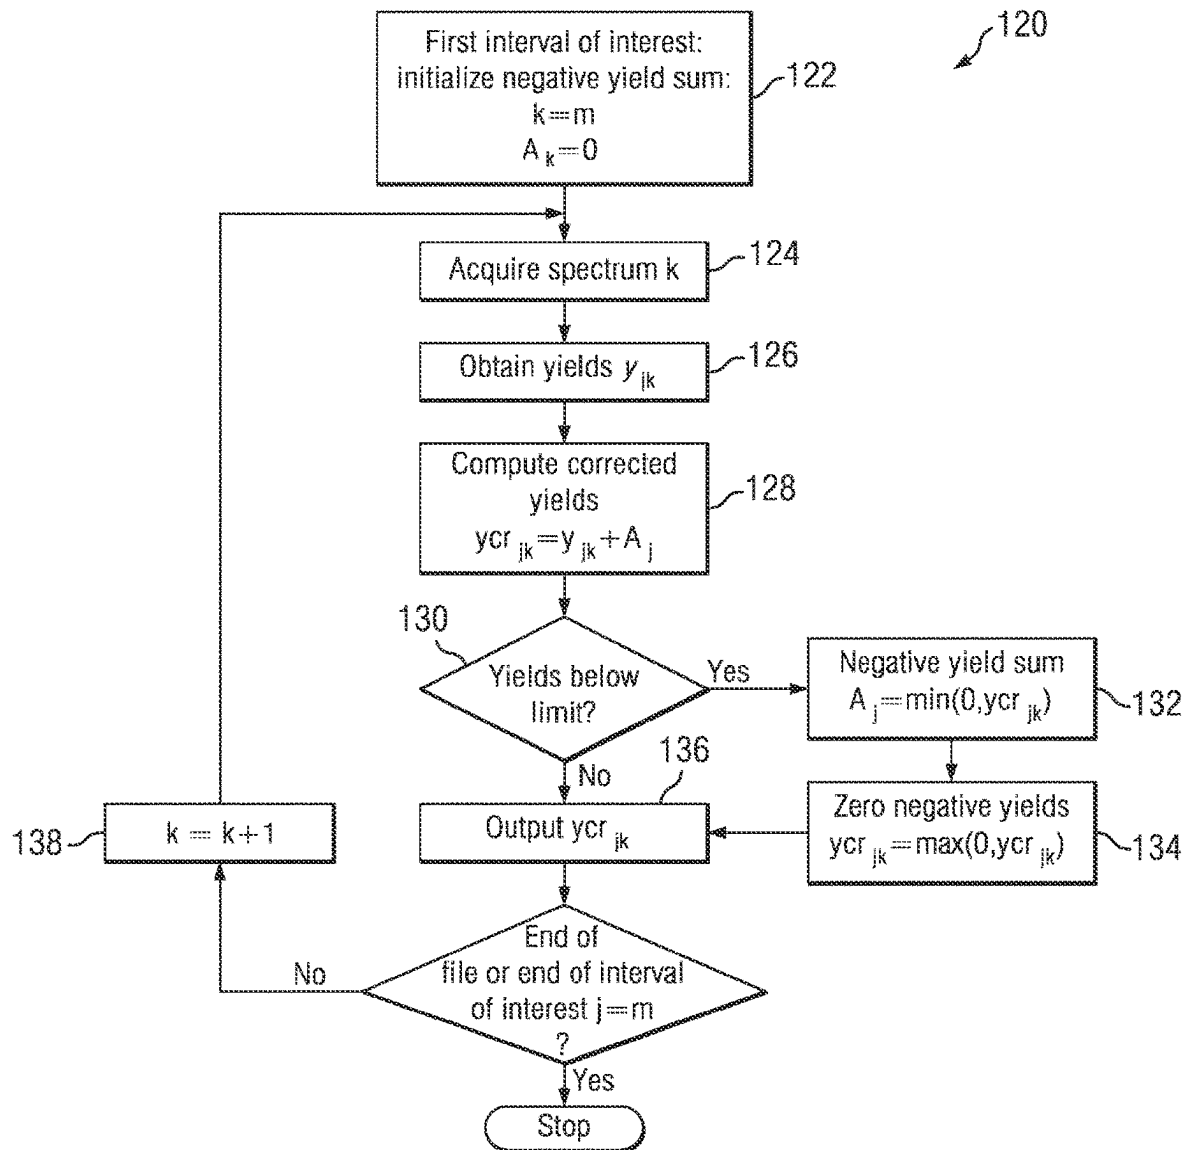 120
First interval of interest:
initialize negative yield sum:
k=m
A k=0
122
Acquire spectrum k
124
Obtain yields y jk
126
Compute corrected
yields
ycr jk=y jk+A j
128
130
Yields below
limit?
Yes
No
Negative yield sum
A j=min(0,ycr jk)
132
Zero negative yields
ycr jk=max(0,ycr jk)
134
136
Output ycr jk
138
k = k+1
End of
file or end of interval
of interest j=m
?
No
Yes
Stop